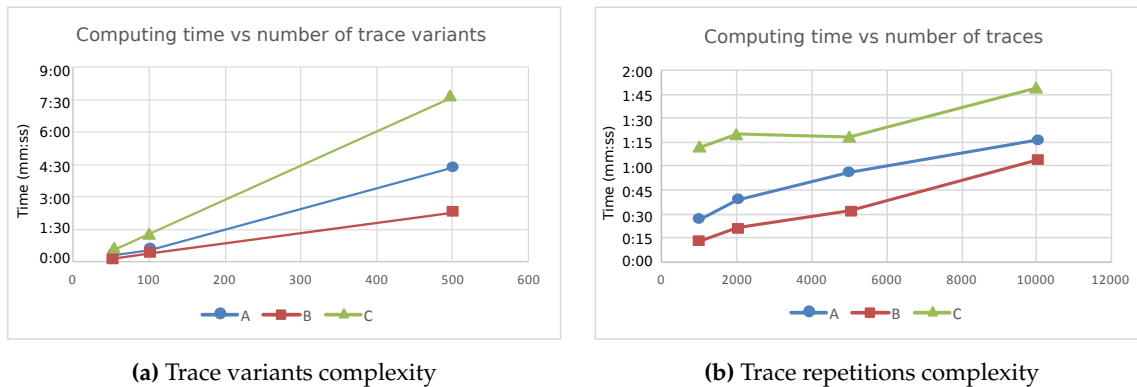 Computing time vs number of trace variants
9:00
7:30
6:00
4:30
3:00
1:30
0:00
Time (mm:ss)
0 100 200 300 400 500 600
A B C
(a) Trace variants complexity
Computing time vs number of traces
2:00
1:45
1:30
1:15
1:00
0:45
0:30
0:15
0:00
Time (mm:ss)
0 2000 4000 6000 8000 10000 12000
A B C
(b) Trace repetitions complexity